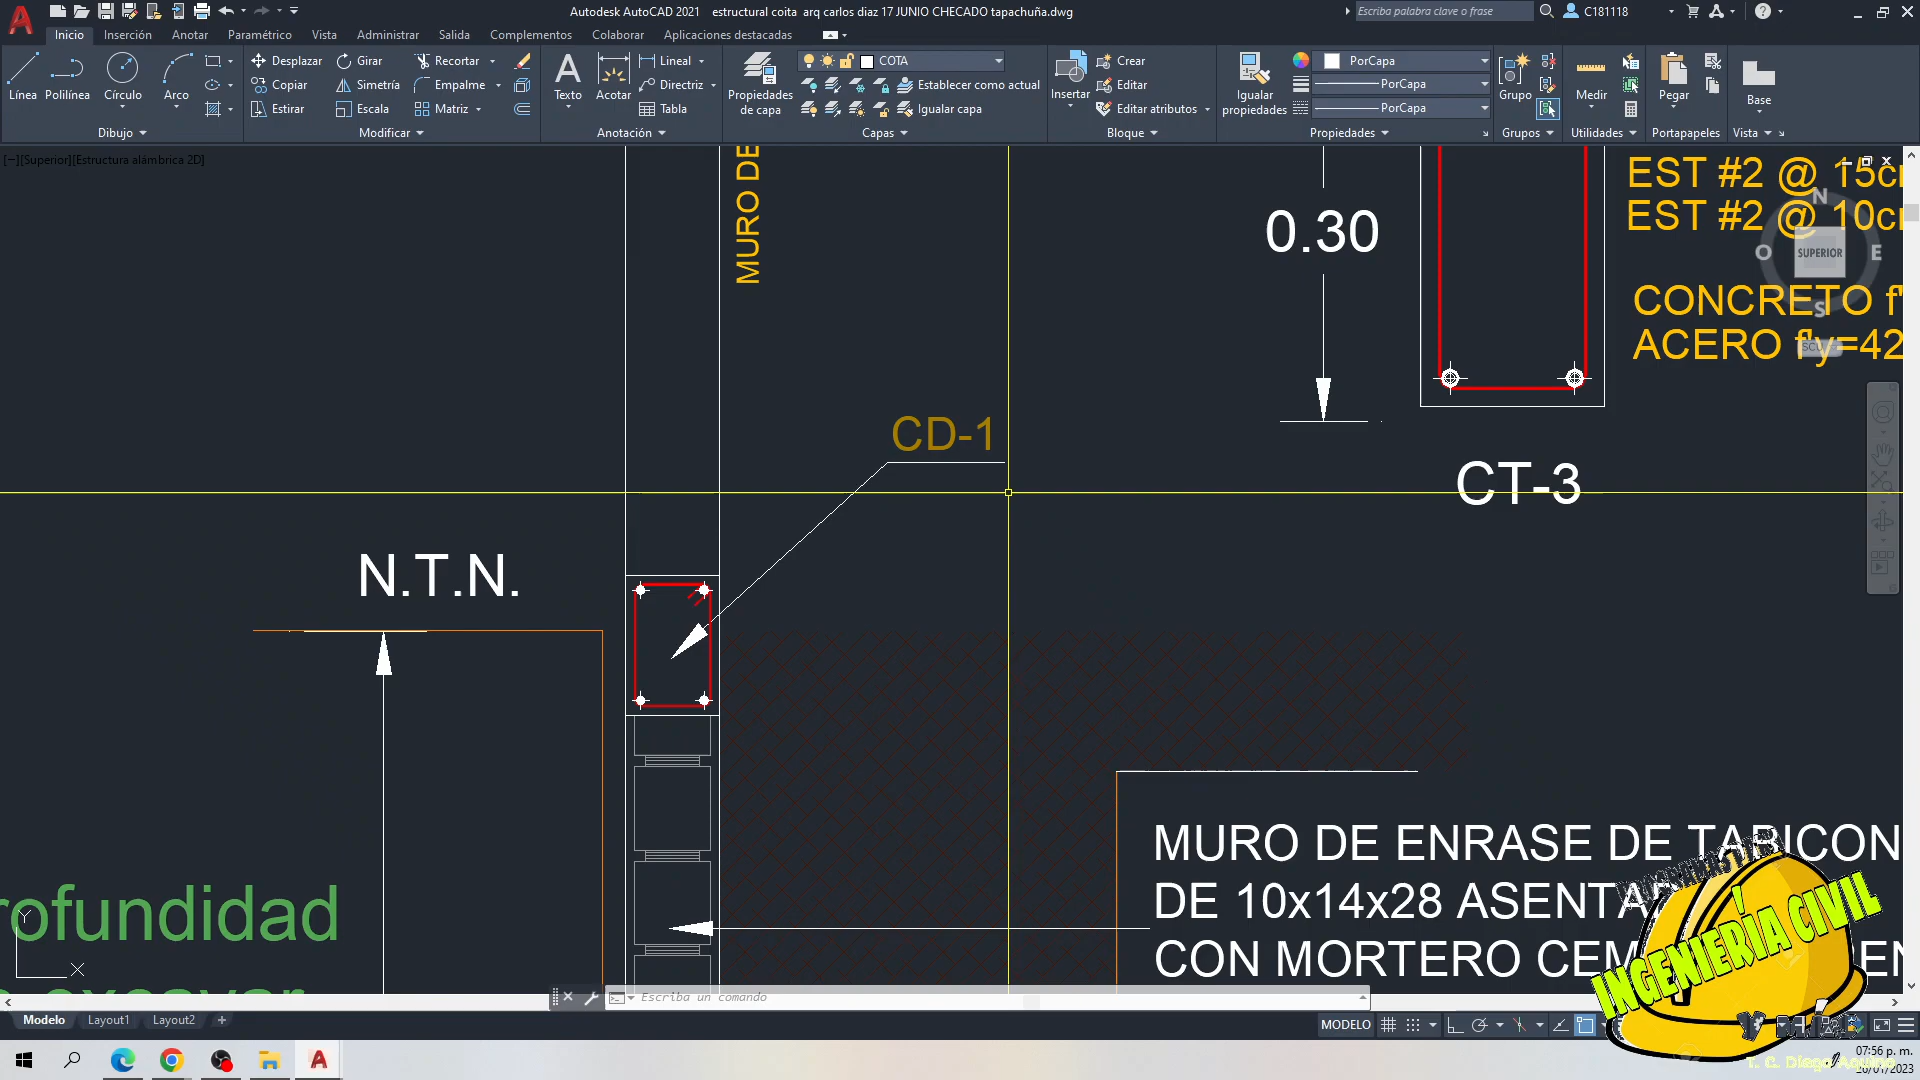 Autodesk AutoCAD 2021 estructural coita arq carlos diaz 17 JUNIO CHECADO tapachuña.dwg
Escriba palabra clave o frase
C181118
Inicio Inserción Anotar Paramétrico Vista Administrar Salida Complementos Colaborar Aplicaciones destacadas
Línea Polilínea Círculo Arco
Dibujo
Desplazar Girar Recortar
Copiar Simetría Empalme
Estirar Escala Matriz
Modificar
Texto Acotar
Lineal
Directriz
Tabla
Anotación
Propiedades
de capa
COTA
Establecer como actual
Igualar capa
Capas
Insertar
Crear
Editar
Editar atributos
Bloque
Igualar
propiedades
PorCapa
PorCapa
PorCapa
Propiedades
Grupo
Grupos
Medir
Utilidades
Pegar
Portapapeles
Base
Vista
[−][Superior][Estructura alámbrica 2D]
MURO DE
0.30
EST #2 @ 15c
EST #2 @ 10c
CONCRETO f'
ACERO f'y=42
N
O SUPERIOR E
S
SCU
CT-3
CD-1
N.T.N.
rofundidad
MURO DE ENRASE DE TABICON
DE 10x14x28 ASENTA
CON MORTERO CEM
Y
X
Escriba un comando
Modelo Layout1 Layout2 +
MODELO
INGENIERÍA CIVIL
T. C. Diego Aquino
07:56 p. m.
20/01/2023